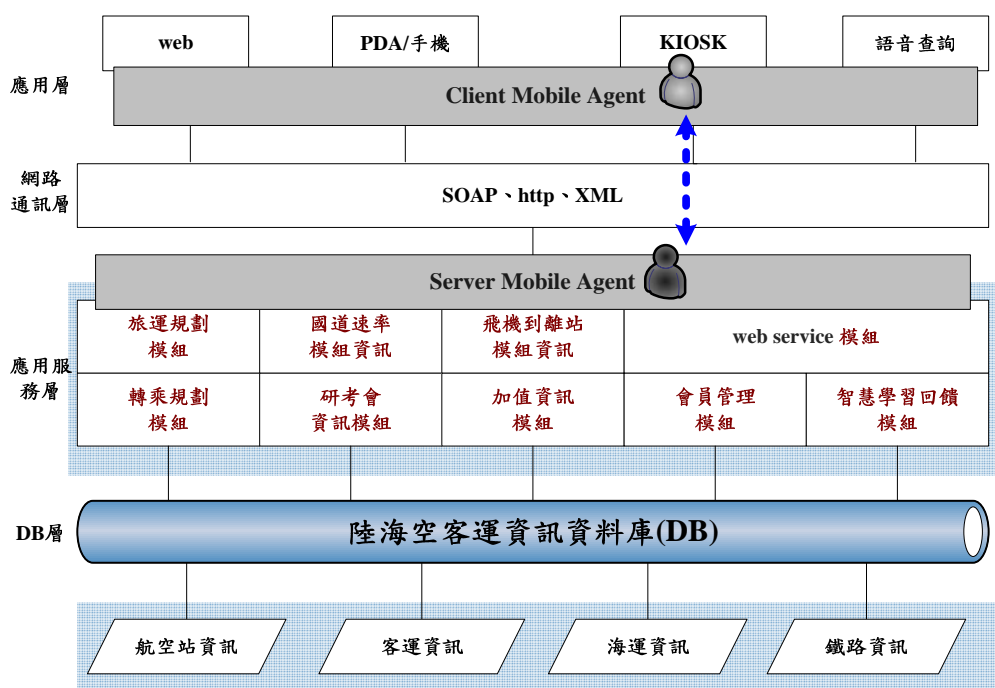 web
PDA/手機
KIOSK
語音查詢
應用層
Client Mobile Agent
網路
通訊層
SOAP、http、XML
Server Mobile Agent
應用服
務層
旅運規劃
模組
國道速率
模組資訊
飛機到離站
模組資訊
web service 模組
轉乘規劃
模組
研考會
資訊模組
加值資訊
模組
會員管理
模組
智慧學習回饋
模組
DB層
陸海空客運資訊資料庫(DB)
航空站資訊
客運資訊
海運資訊
鐵路資訊